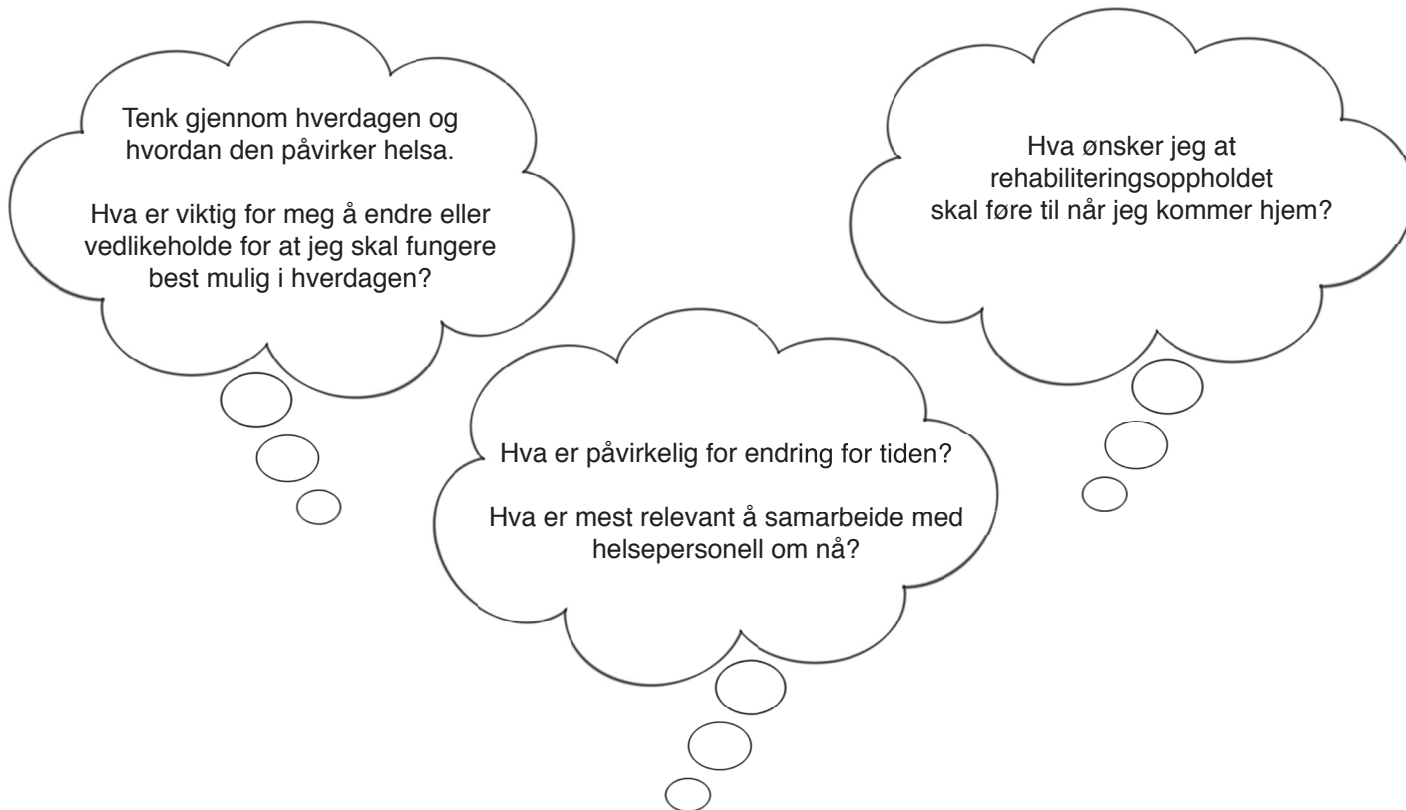 Tenk gjennom hverdagen og
hvordan den påvirker helsa.
Hva er viktig for meg å endre eller
vedlikeholde for at jeg skal fungere
best mulig i hverdagen?
Hva ønsker jeg at
rehabiliteringsoppholdet
skal føre til når jeg kommer hjem?
Hva er påvirkelig for endring for tiden?
Hva er mest relevant å samarbeide med
helsepersonell om nå?